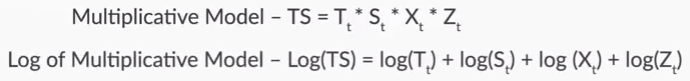 Multiplicative Model – TS = Tₜ * Sₜ * Xₜ * Zₜ
Log of Multiplicative Model – Log(TS) = log(Tₜ) + log(Sₜ) + log (Xₜ) + log(Zₜ)